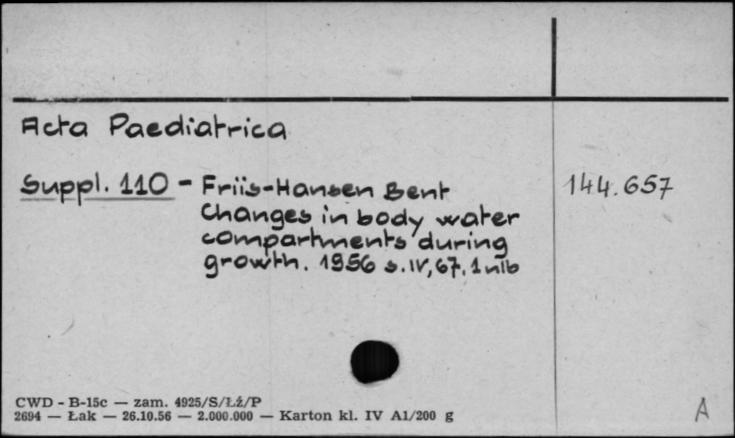 Acta Paediatrica
Suppl. 110 - Friis-Hansen Bent 144.657
Changes in body water
compartments during
growth. 1956 s. IV, 67, 1 nlb
CWD - B-15c — zam. 4925/S/Łż/P
2694 — Łak — 26.10.56 — 2.000.000 — Karton kl. IV A1/200 g
A